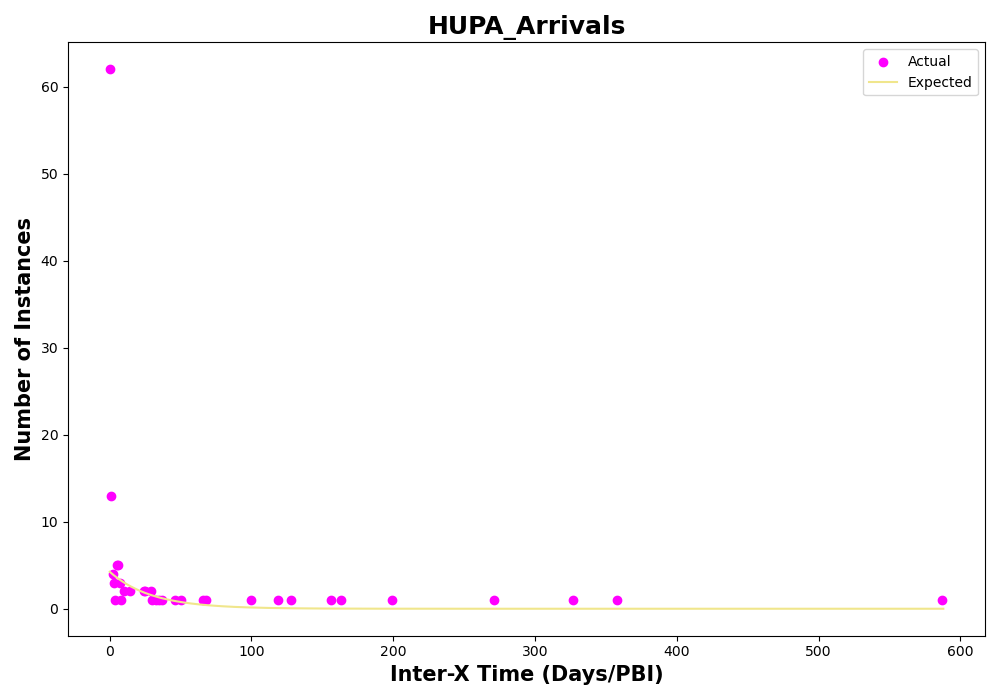 HUPA_Arrivals
Actual
Expected
60
50
40
30
20
10
0
Number of Instances
0 100 200 300 400 500 600
Inter-X Time (Days/PBI)